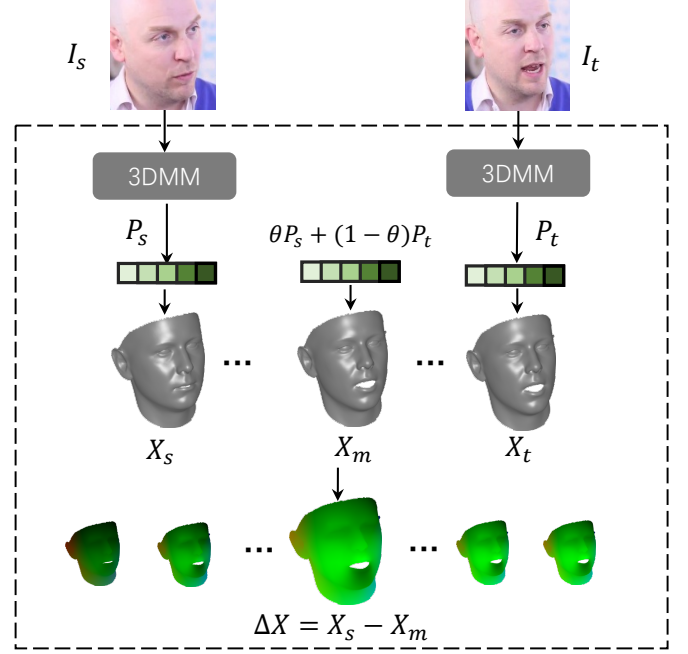 I_s
I_t
3DMM
3DMM
P_s
θP_s + (1 − θ)P_t
P_t
...
...
X_s
X_m
X_t
...
...
ΔX = X_s − X_m